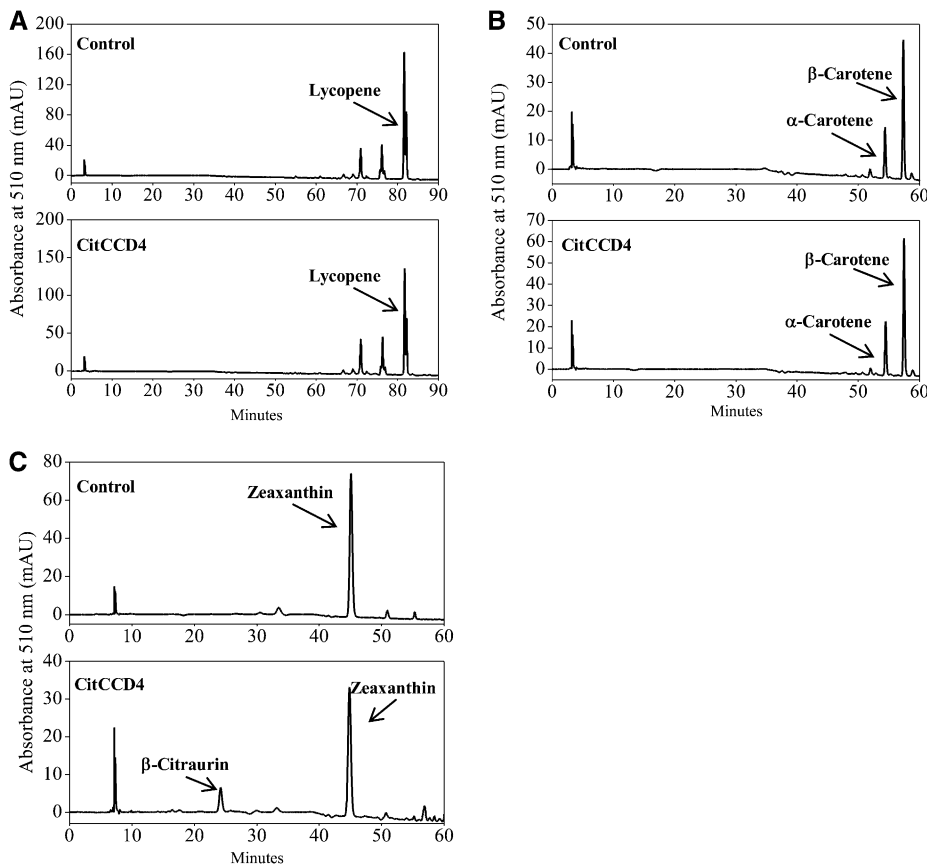 A
Absorbance at 510 nm (mAU)
200
160
120
80
40
0
Control
Lycopene
0 10 20 30 40 50 60 70 80 90
200
150
100
50
0
CitCCD4
Lycopene
0 10 20 30 40 50 60 70 80 90
Minutes
B
Absorbance at 510 nm (mAU)
50
40
30
20
10
0
Control
β-Carotene
α-Carotene
0 10 20 30 40 50 60
70
60
50
40
30
20
10
0
CitCCD4
β-Carotene
α-Carotene
0 10 20 30 40 50 60
Minutes
C
Absorbance at 510 nm (mAU)
80
60
40
20
0
Control
Zeaxanthin
0 10 20 30 40 50 60
40
30
20
10
0
CitCCD4
Zeaxanthin
β-Citraurin
0 10 20 30 40 50 60
Minutes